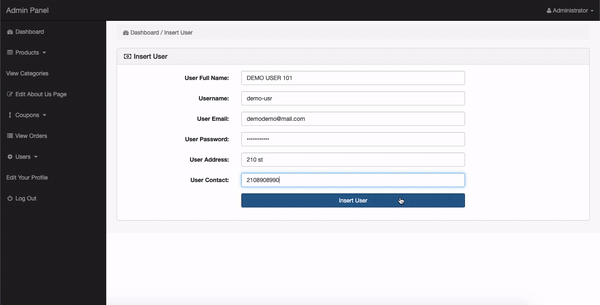 Admin Panel
Administrator
Dashboard
Products
View Categories
Edit About Us Page
Coupons
View Orders
Users
Edit Your Profile
Log Out
Dashboard / Insert User
Insert User
User Full Name: DEMO USER 101
Username: demo-usr
User Email: demodemo@mail.com
User Password: •••••••••••
User Address: 210 st
User Contact: 2108908990
Insert User